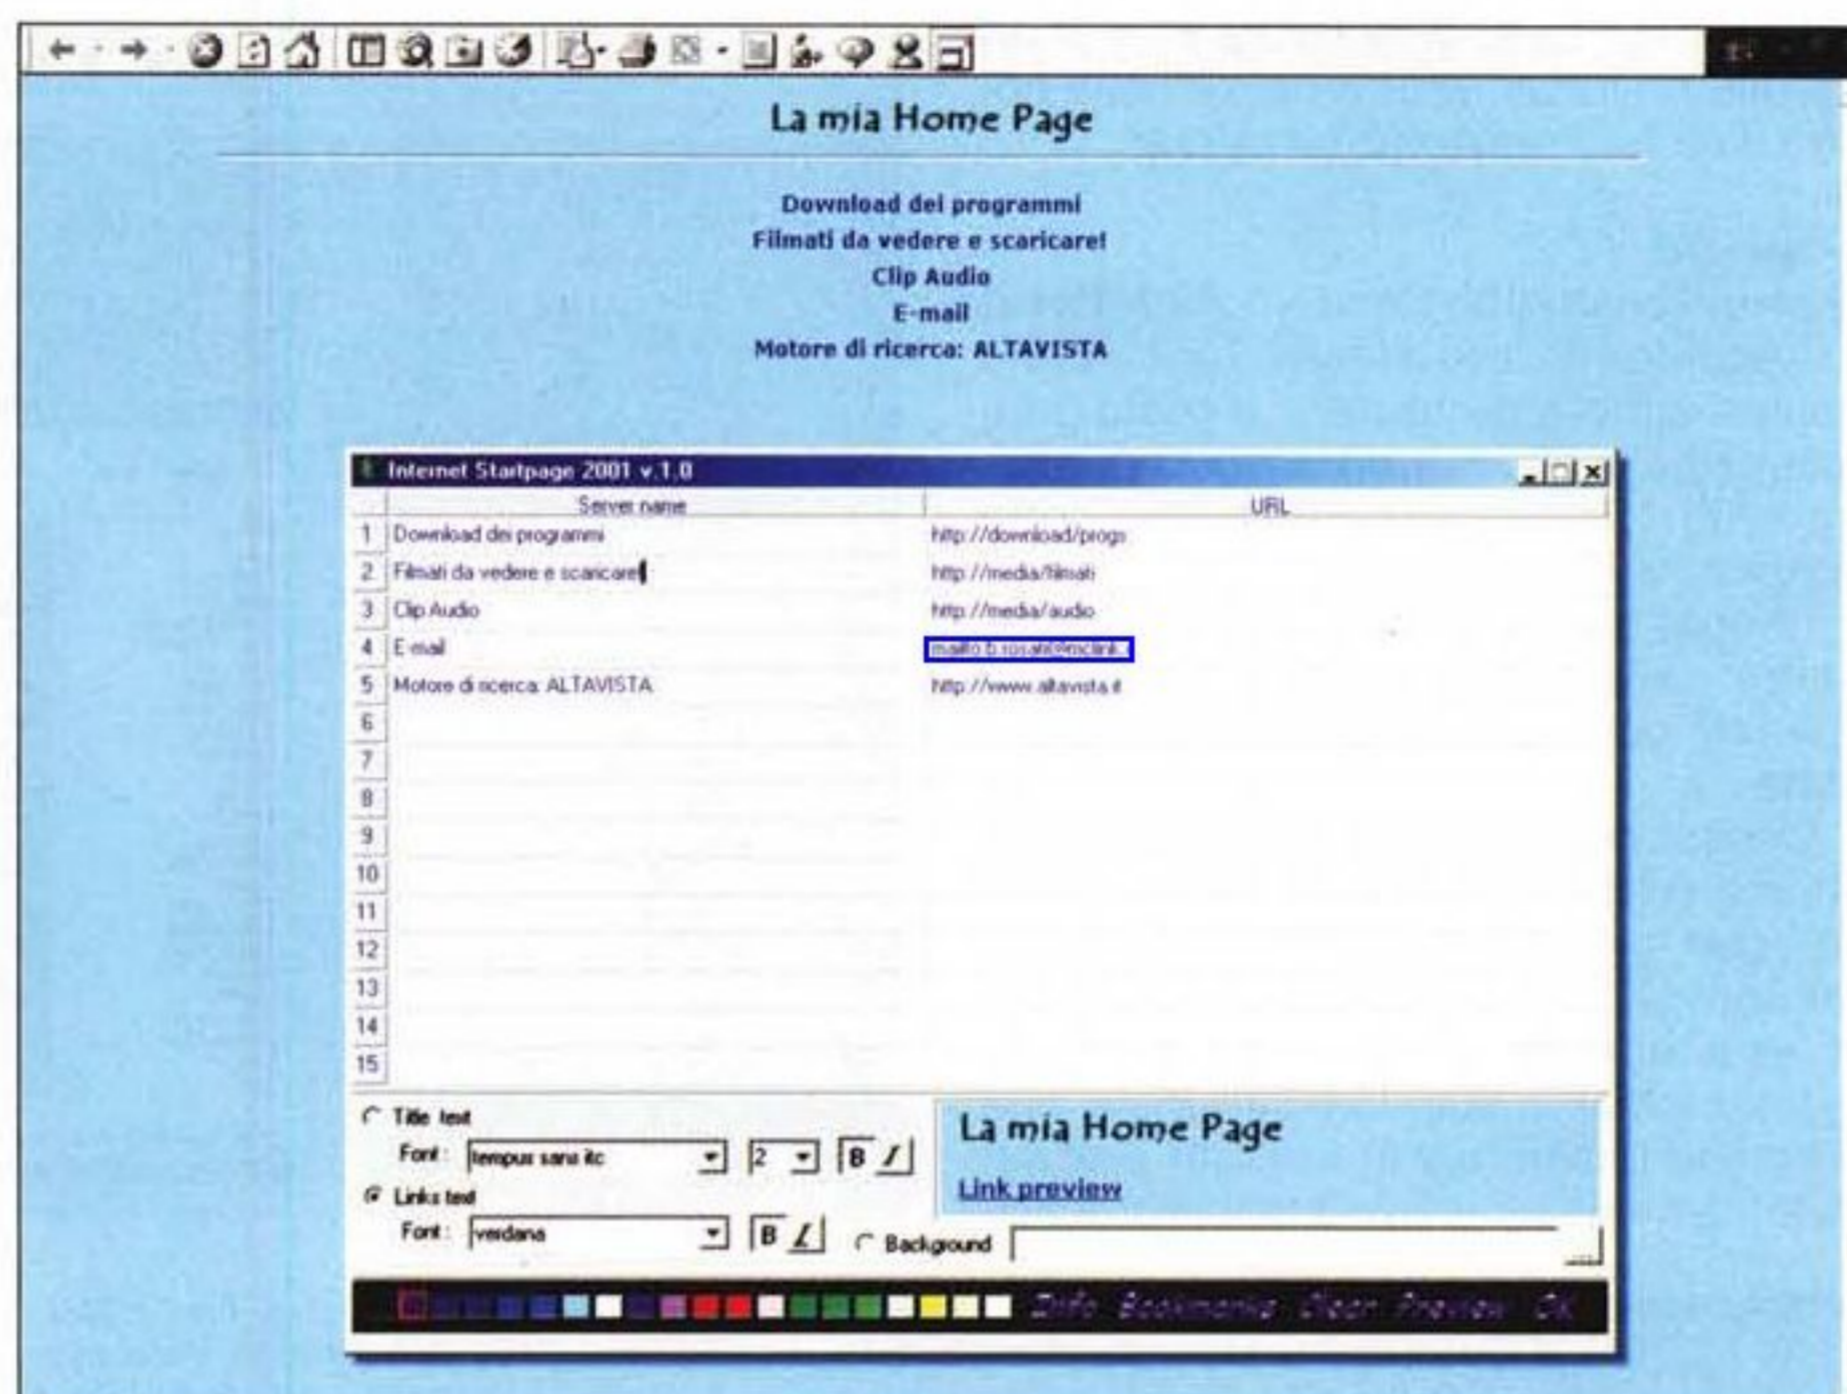 La mia Home Page
Download dei programmi
Filmati da vedere e scaricare!
Clip Audio
E-mail
Motore di ricerca: ALTAVISTA
Internet Startpage 2001 v.1.0
Server name URL
1 Download dei programmi http://download/progs
2 Filmati da vedere e scaricare! http://media/filmati
3 Clip Audio http://media/audio
4 E-mail
5 Motore di ricerca: ALTAVISTA http://www.altavista.it
6
7
8
9
10
11
12
13
14
15
Title text
Font: tempus sans itc 2 B I
Links text
Font: verdana B I
La mia Home Page
Link preview
Background ...
Info Bookmarks Clear Preview OK